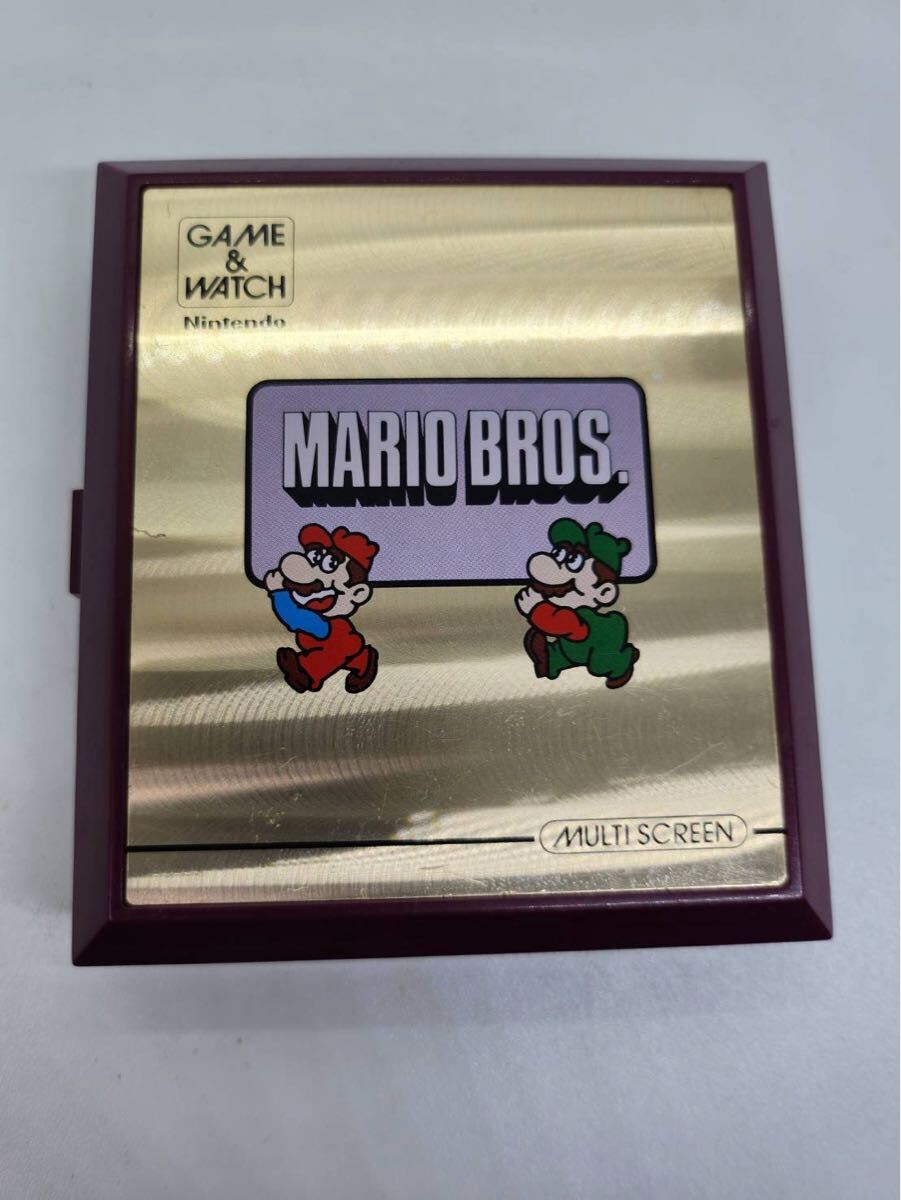 GAME
&
WATCH
Nintendo
MARIO BROS.
MULTI SCREEN